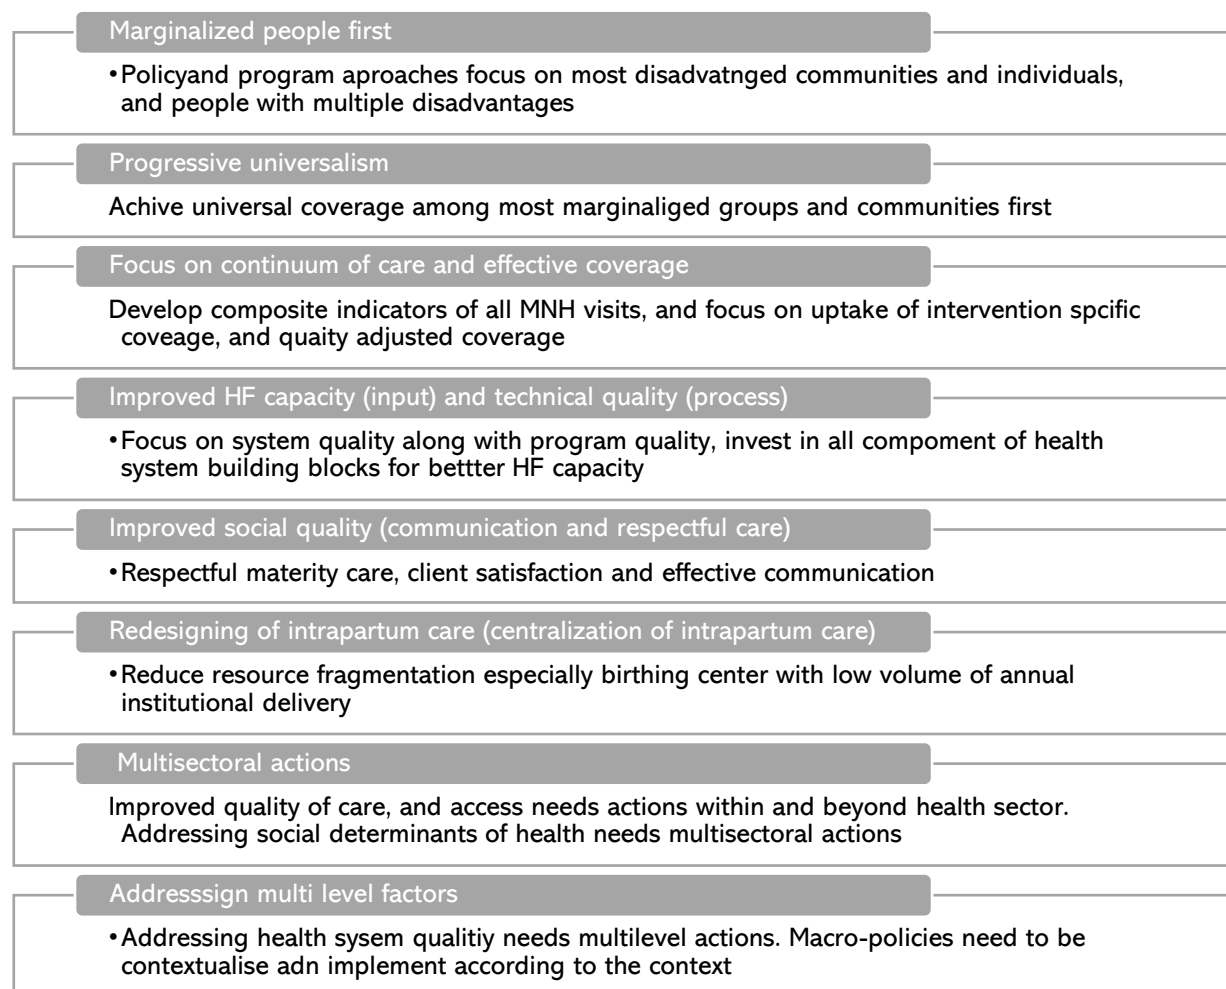 Marginalized people first
•Policyand program aproaches focus on most disadvatnged communities and individuals,
and people with multiple disadvantages
Progressive universalism
Achive universal coverage among most marginaliged groups and communities first
Focus on continuum of care and effective coverage
Develop composite indicators of all MNH visits, and focus on uptake of intervention spcific
coveage, and quaity adjusted coverage
Improved HF capacity (input) and technical quality (process)
•Focus on system quality along with program quality, invest in all compoment of health
system building blocks for bettter HF capacity
Improved social quality (communication and respectful care)
•Respectful materity care, client satisfaction and effective communication
Redesigning of intrapartum care (centralization of intrapartum care)
•Reduce resource fragmentation especially birthing center with low volume of annual
institutional delivery
Multisectoral actions
Improved quality of care, and access needs actions within and beyond health sector.
Addressing social determinants of health needs multisectoral actions
Addresssign multi level factors
•Addressing health sysem qualitiy needs multilevel actions. Macro-policies need to be
contextualise adn implement according to the context